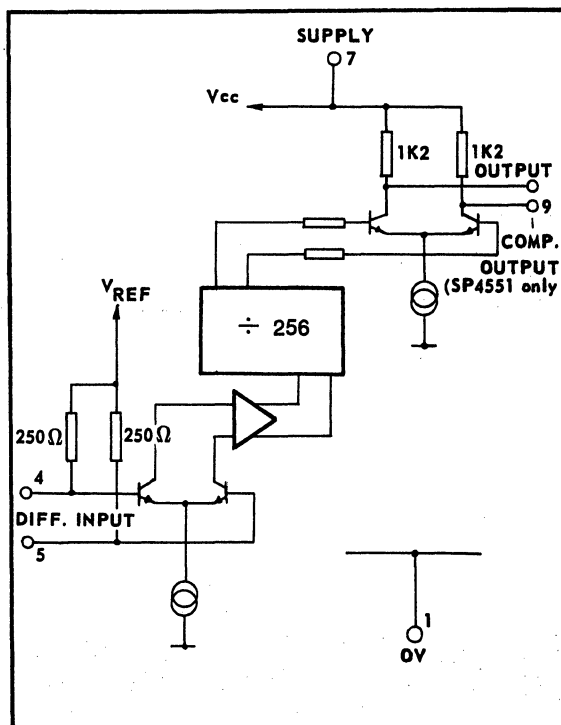 SUPPLY
7
Vcc
1K2
1K2
OUTPUT
9
COMP.
OUTPUT
(SP4551 only
VREF
÷ 256
250Ω
250Ω
4
DIFF. INPUT
5
1
0V